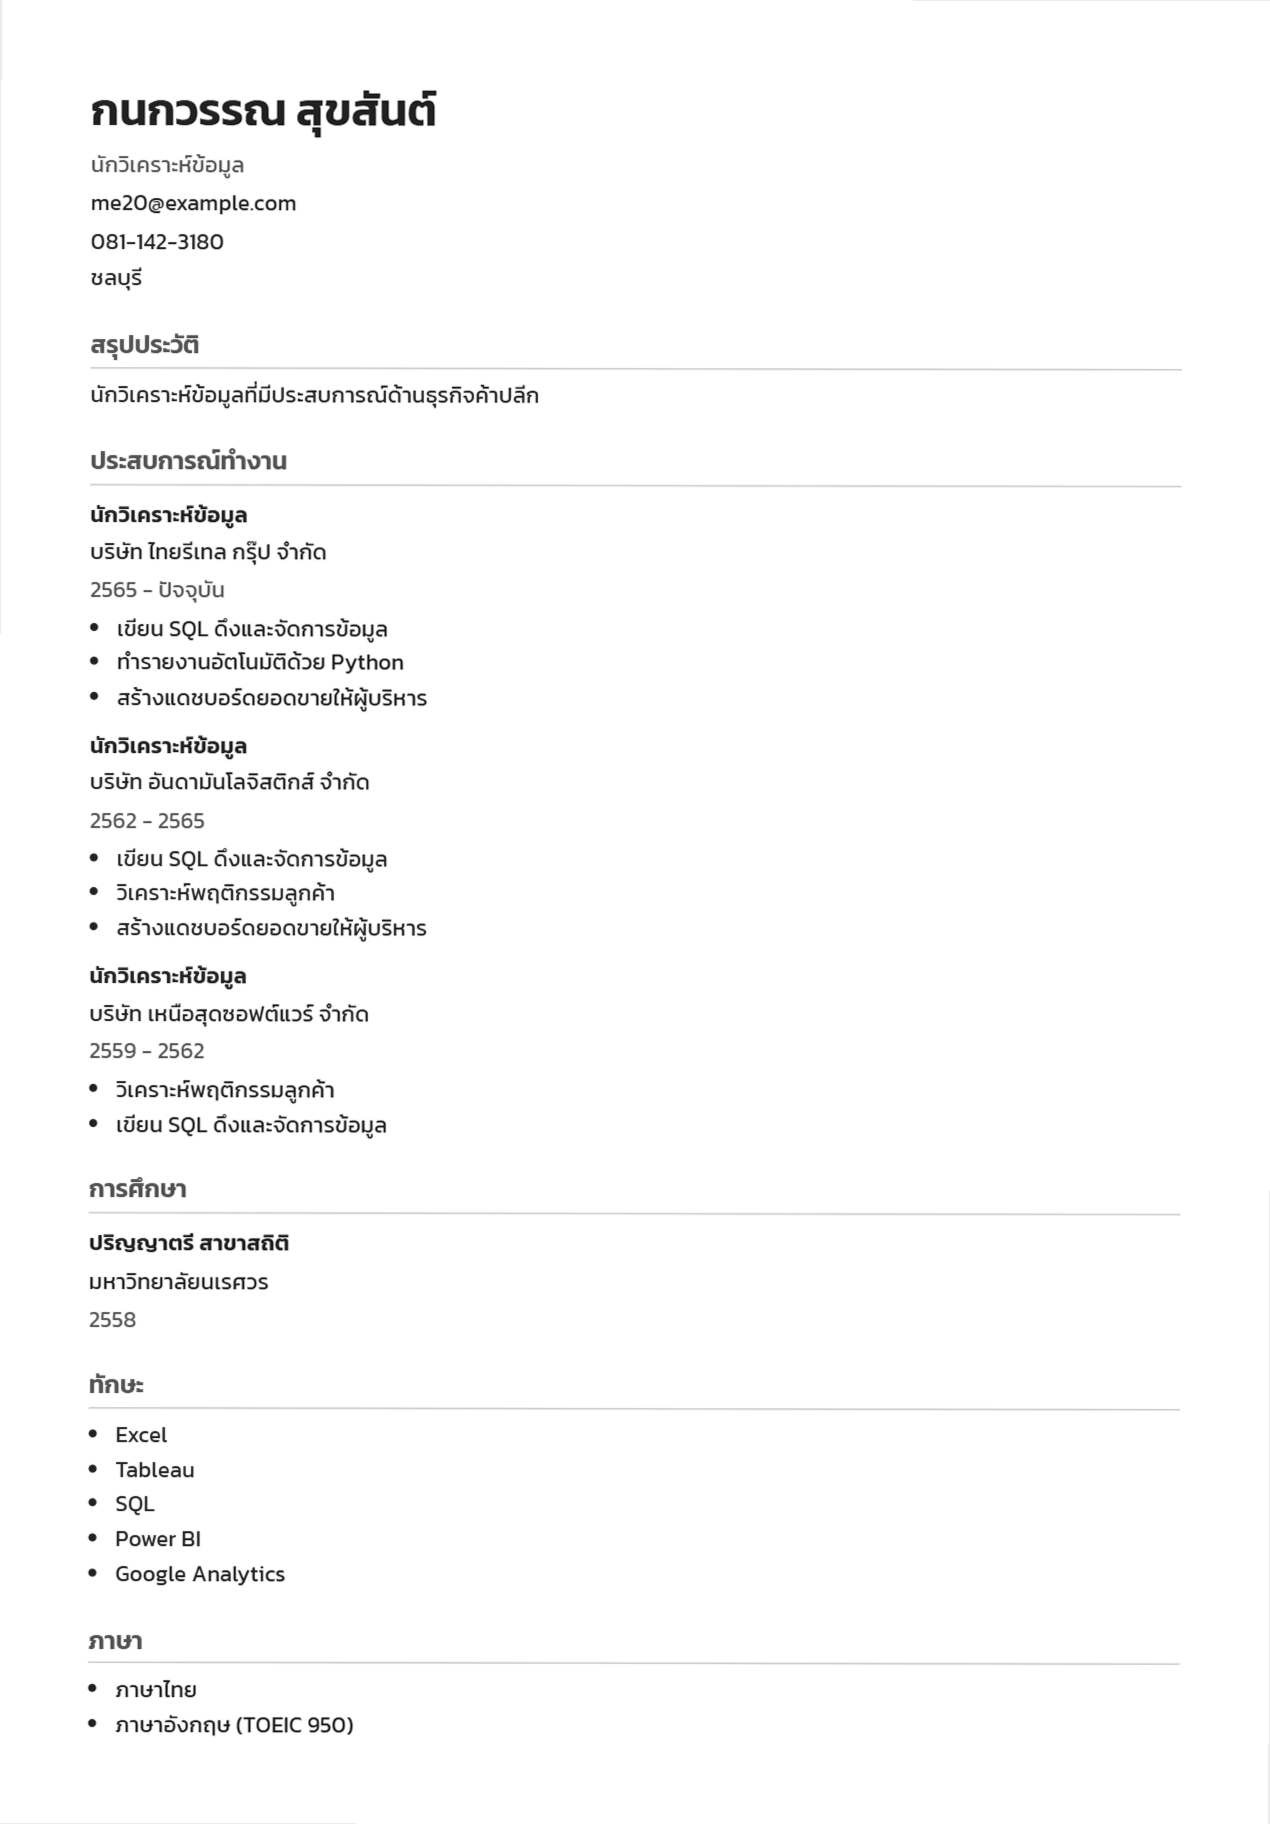 กนกวรรณ สุขสันต์
นักวิเคราะห์ข้อมูล
me20@example.com
081-142-3180
ชลบุรี
สรุปประวัติ
นักวิเคราะห์ข้อมูลที่มีประสบการณ์ด้านธุรกิจค้าปลีก
ประสบการณ์ทำงาน
นักวิเคราะห์ข้อมูล
บริษัท ไทยรีเทล กรุ๊ป จำกัด
2565 – ปัจจุบัน
• เขียน SQL ดึงและจัดการข้อมูล
• ทำรายงานอัตโนมัติด้วย Python
• สร้างแดชบอร์ดยอดขายให้ผู้บริหาร
นักวิเคราะห์ข้อมูล
บริษัท อันดามันโลจิสติกส์ จำกัด
2562 – 2565
• เขียน SQL ดึงและจัดการข้อมูล
• วิเคราะห์พฤติกรรมลูกค้า
• สร้างแดชบอร์ดยอดขายให้ผู้บริหาร
นักวิเคราะห์ข้อมูล
บริษัท เหนือสุดซอฟต์แวร์ จำกัด
2559 – 2562
• วิเคราะห์พฤติกรรมลูกค้า
• เขียน SQL ดึงและจัดการข้อมูล
การศึกษา
ปริญญาตรี สาขาสถิติ
มหาวิทยาลัยนเรศวร
2558
ทักษะ
• Excel
• Tableau
• SQL
• Power BI
• Google Analytics
ภาษา
• ภาษาไทย
• ภาษาอังกฤษ (TOEIC 950)